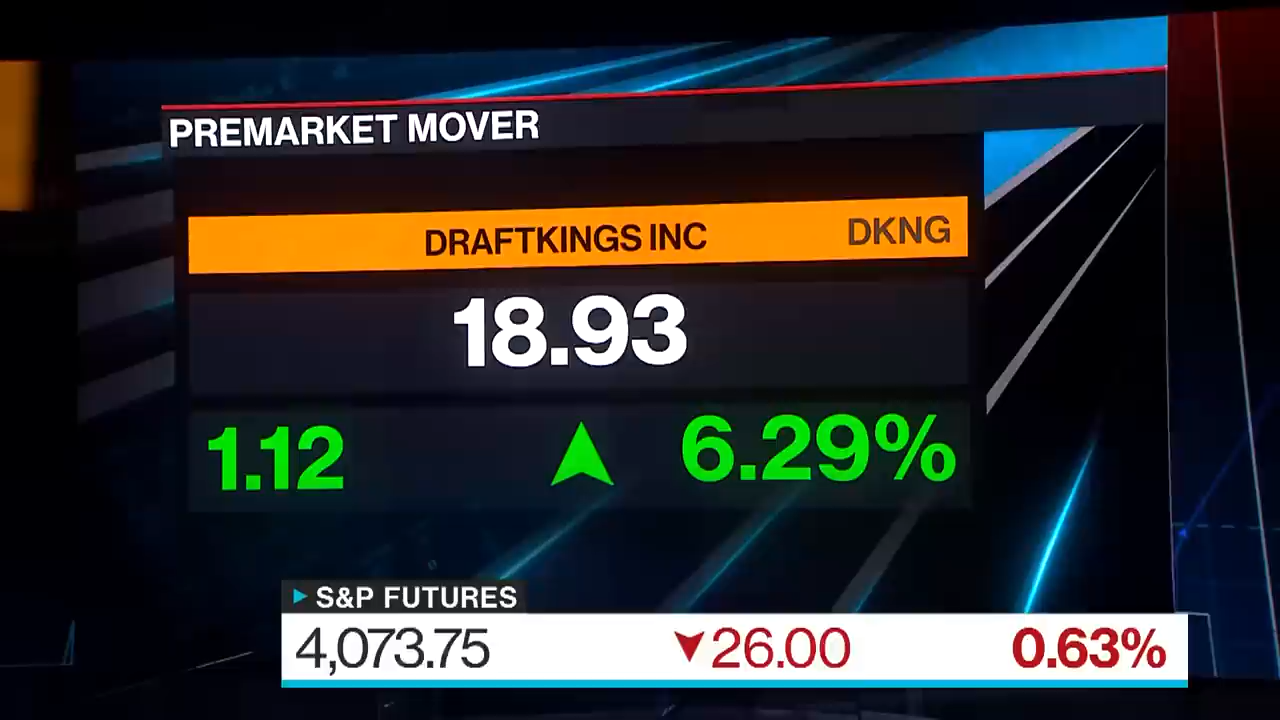 PREMARKET MOVER
DRAFTKINGS INC DKNG
18.93
1.12 6.29%
S&P FUTURES
4,073.75 26.00 0.63%